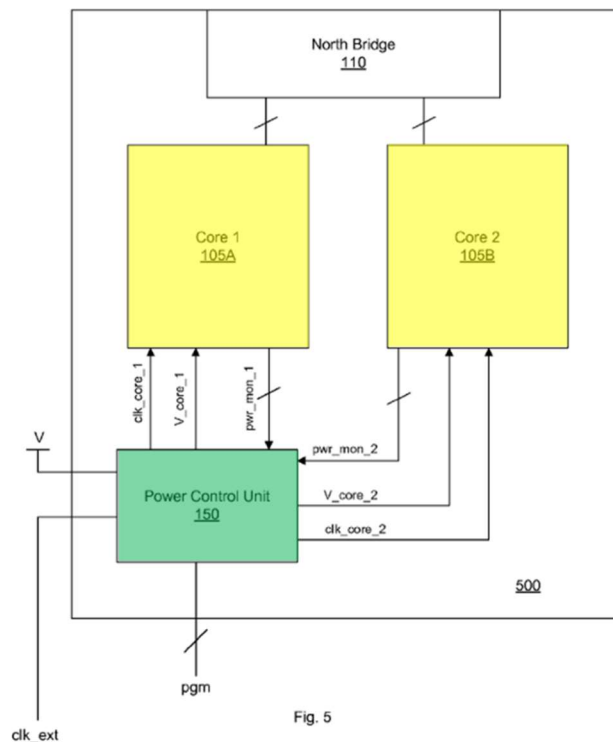 North Bridge
110
Core 1
105A
Core 2
105B
clk_core_1
V_core_1
pwr_mon_1
pwr_mon_2
V
Power Control Unit
150
V_core_2
clk_core_2
500
pgm
Fig. 5
clk_ext